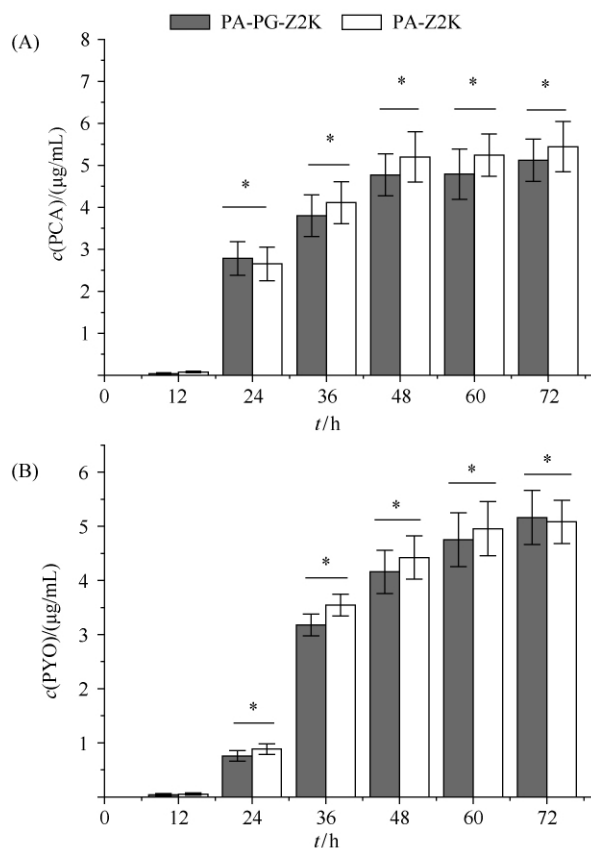 PA-PG-Z2K PA-Z2K
(A)
c(PCA)/(μg/mL)
8
7
6
5
4
3
2
1
* * * * *
0 12 24 36 48 60 72
t/h
(B)
c(PYO)/(μg/mL)
6
5
4
3
2
1
* * * * *
0 12 24 36 48 60 72
t/h